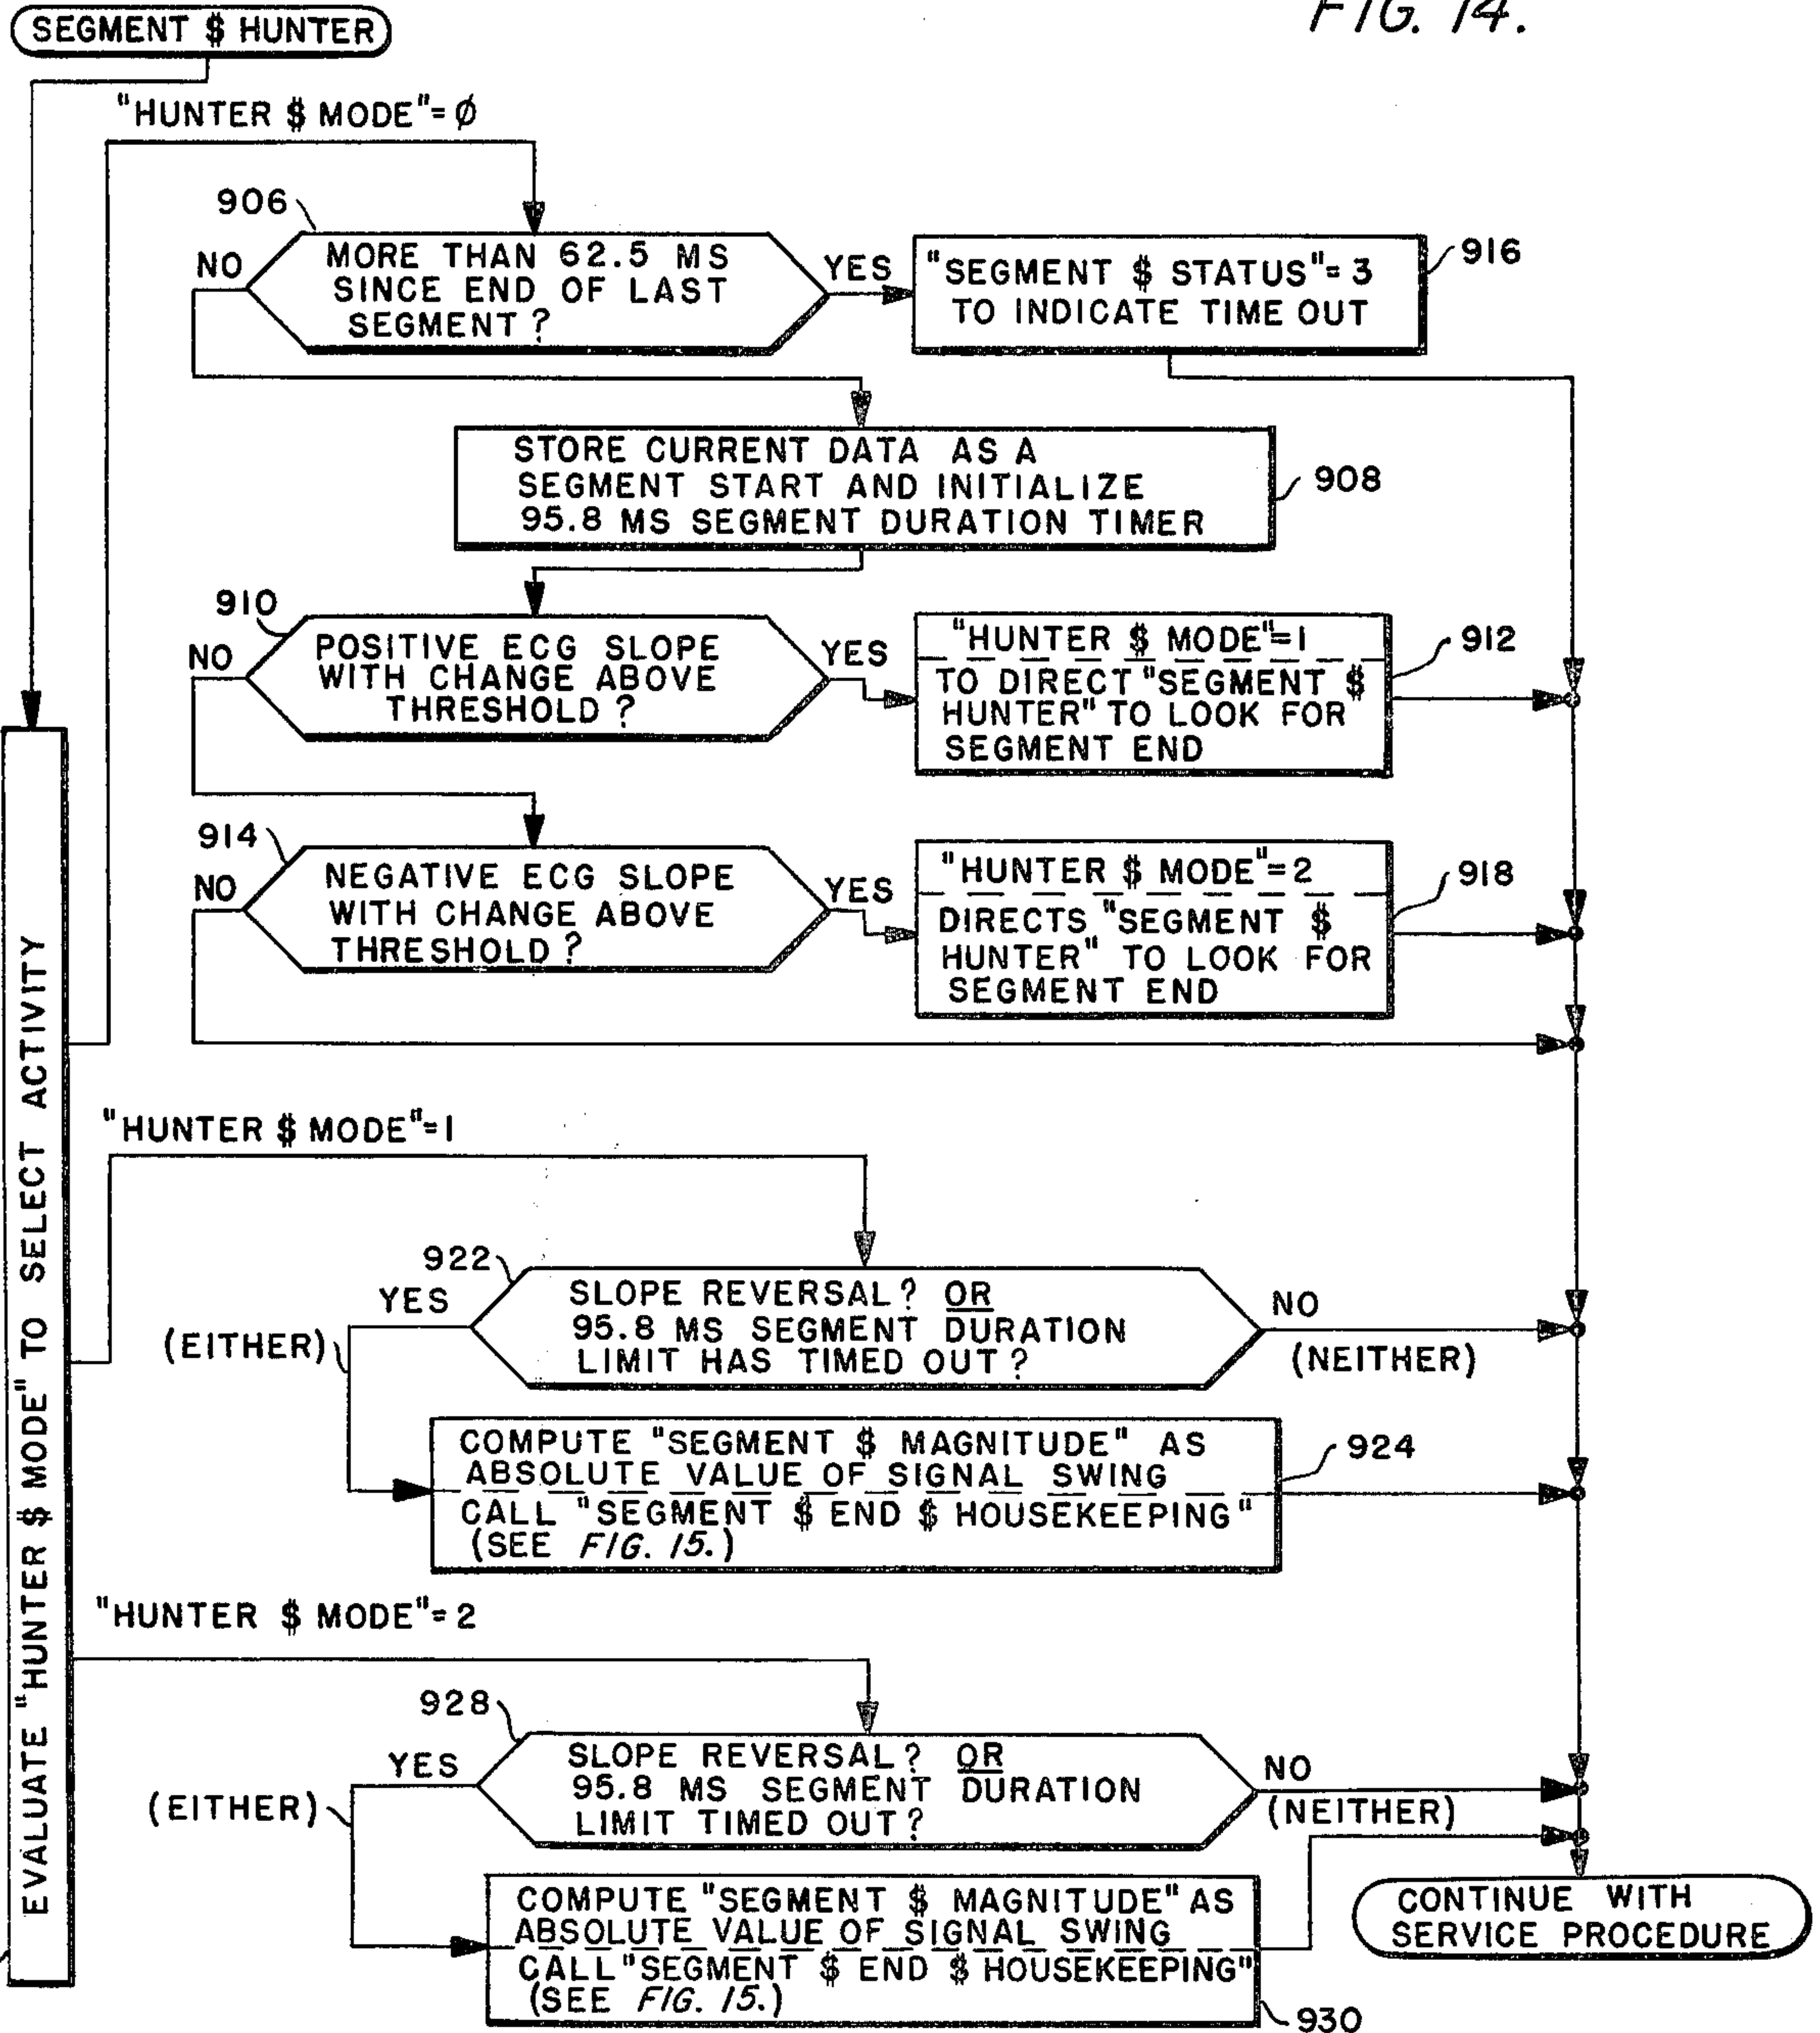 FIG. 14.
SEGMENT $ HUNTER
"HUNTER $ MODE"=Ø
906
MORE THAN 62.5 MS
SINCE END OF LAST
SEGMENT?
NO
YES
"SEGMENT $ STATUS"=3
TO INDICATE TIME OUT
916
STORE CURRENT DATA AS A
SEGMENT START AND INITIALIZE
95.8 MS SEGMENT DURATION TIMER
908
910
POSITIVE ECG SLOPE
WITH CHANGE ABOVE
THRESHOLD?
NO
YES
"HUNTER $ MODE"=1
TO DIRECT "SEGMENT $
HUNTER" TO LOOK FOR
SEGMENT END
912
914
NEGATIVE ECG SLOPE
WITH CHANGE ABOVE
THRESHOLD?
NO
YES
"HUNTER $ MODE"=2
DIRECTS "SEGMENT $
HUNTER" TO LOOK FOR
SEGMENT END
918
EVALUATE "HUNTER $ MODE" TO SELECT ACTIVITY
"HUNTER $ MODE"=1
922
SLOPE REVERSAL? OR
95.8 MS SEGMENT DURATION
LIMIT HAS TIMED OUT?
YES
(EITHER)
NO
(NEITHER)
COMPUTE "SEGMENT $ MAGNITUDE" AS
ABSOLUTE VALUE OF SIGNAL SWING
CALL "SEGMENT $ END $ HOUSEKEEPING"
(SEE FIG. 15.)
924
"HUNTER $ MODE"=2
928
SLOPE REVERSAL? OR
95.8 MS SEGMENT DURATION
LIMIT TIMED OUT?
YES
(EITHER)
NO
(NEITHER)
COMPUTE "SEGMENT $ MAGNITUDE" AS
ABSOLUTE VALUE OF SIGNAL SWING
CALL "SEGMENT $ END $ HOUSEKEEPING"
(SEE FIG. 15.)
930
CONTINUE WITH
SERVICE PROCEDURE